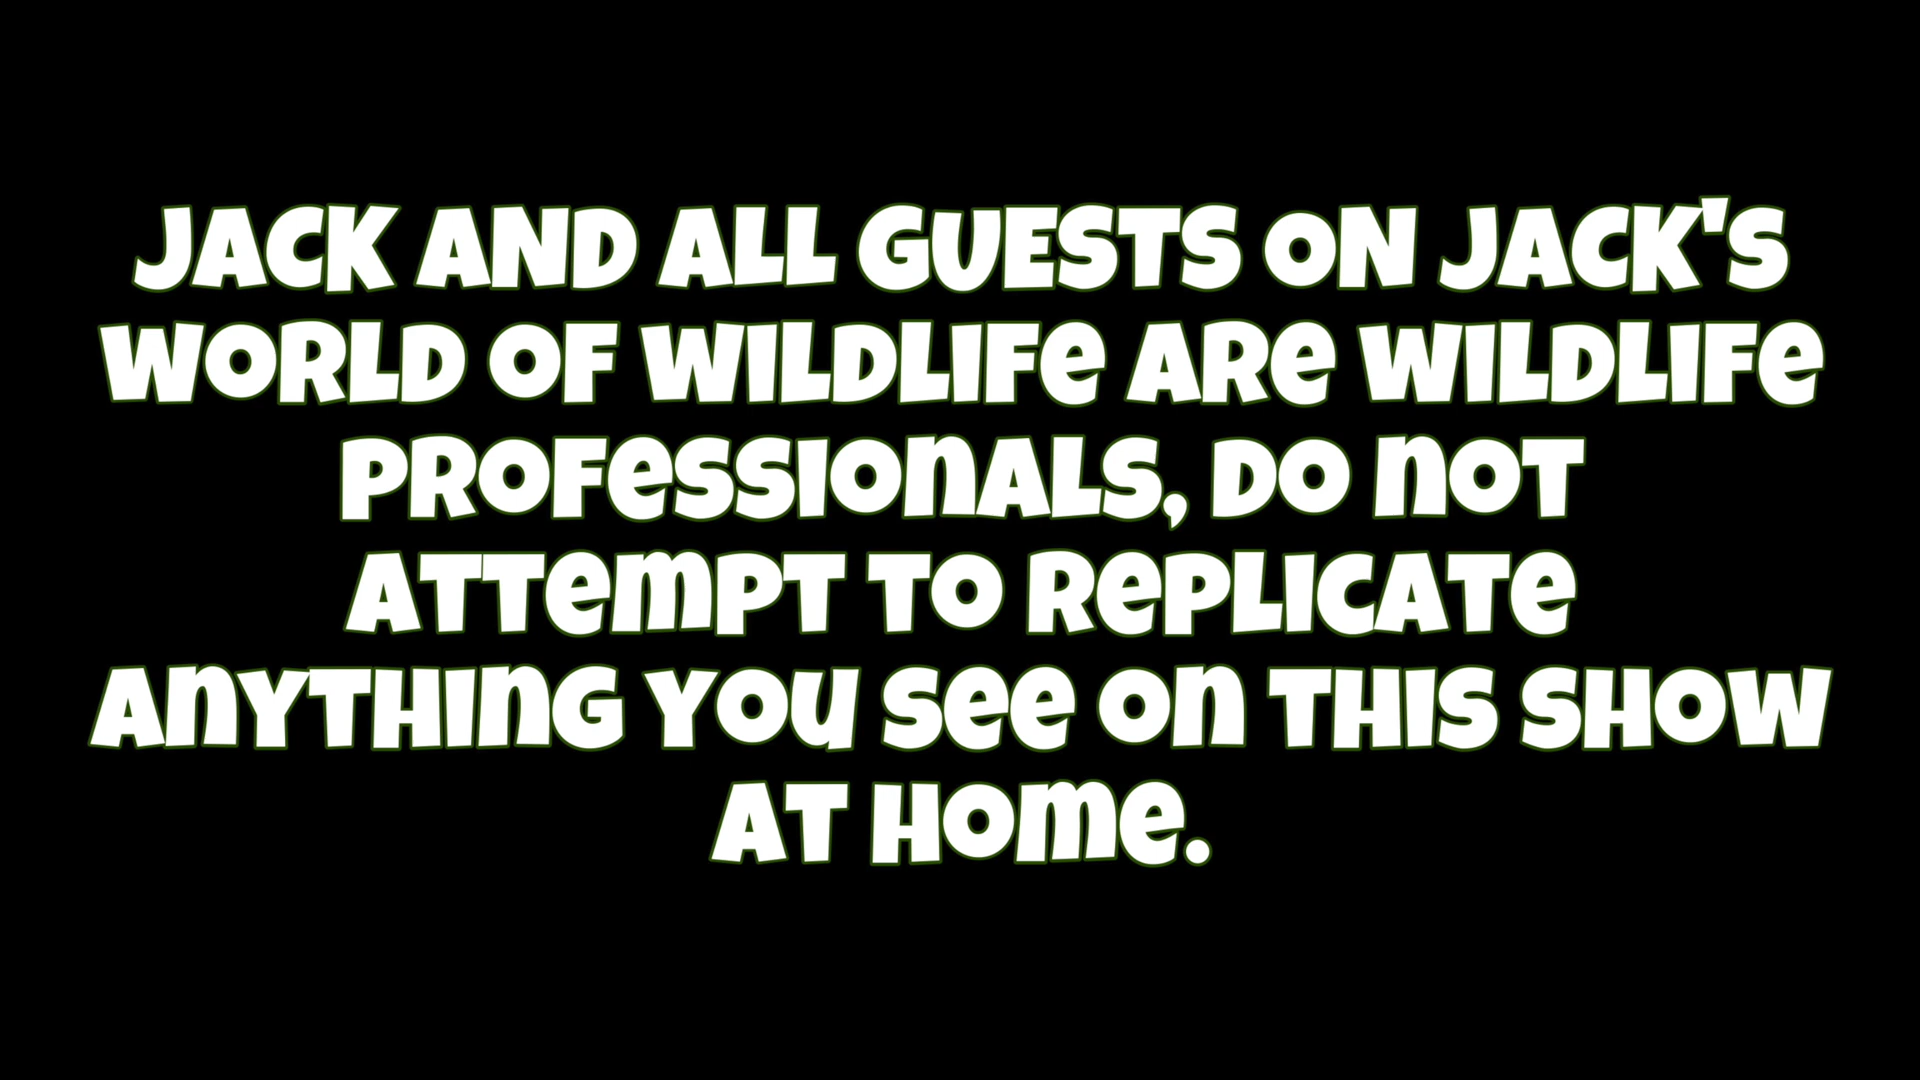 JACK AND ALL GUESTS ON JACK'S
WORLD OF WILDLIFE ARE WILDLIFE
PROFESSIONALS, DO NOT
ATTEMPT TO REPLICATE
ANYTHING YOU SEE ON THIS SHOW
AT HOME.